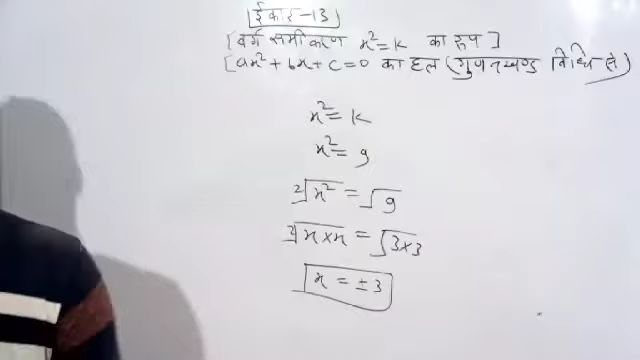 ईकाई-13
[वर्ग समीकरण x²=k का रूप]
[ax²+bx+c=0 का हल (गुणनखण्ड विधि से)
x²=k
x²=9
²√x² = √9
²√x×x = √3×3
x = ±3